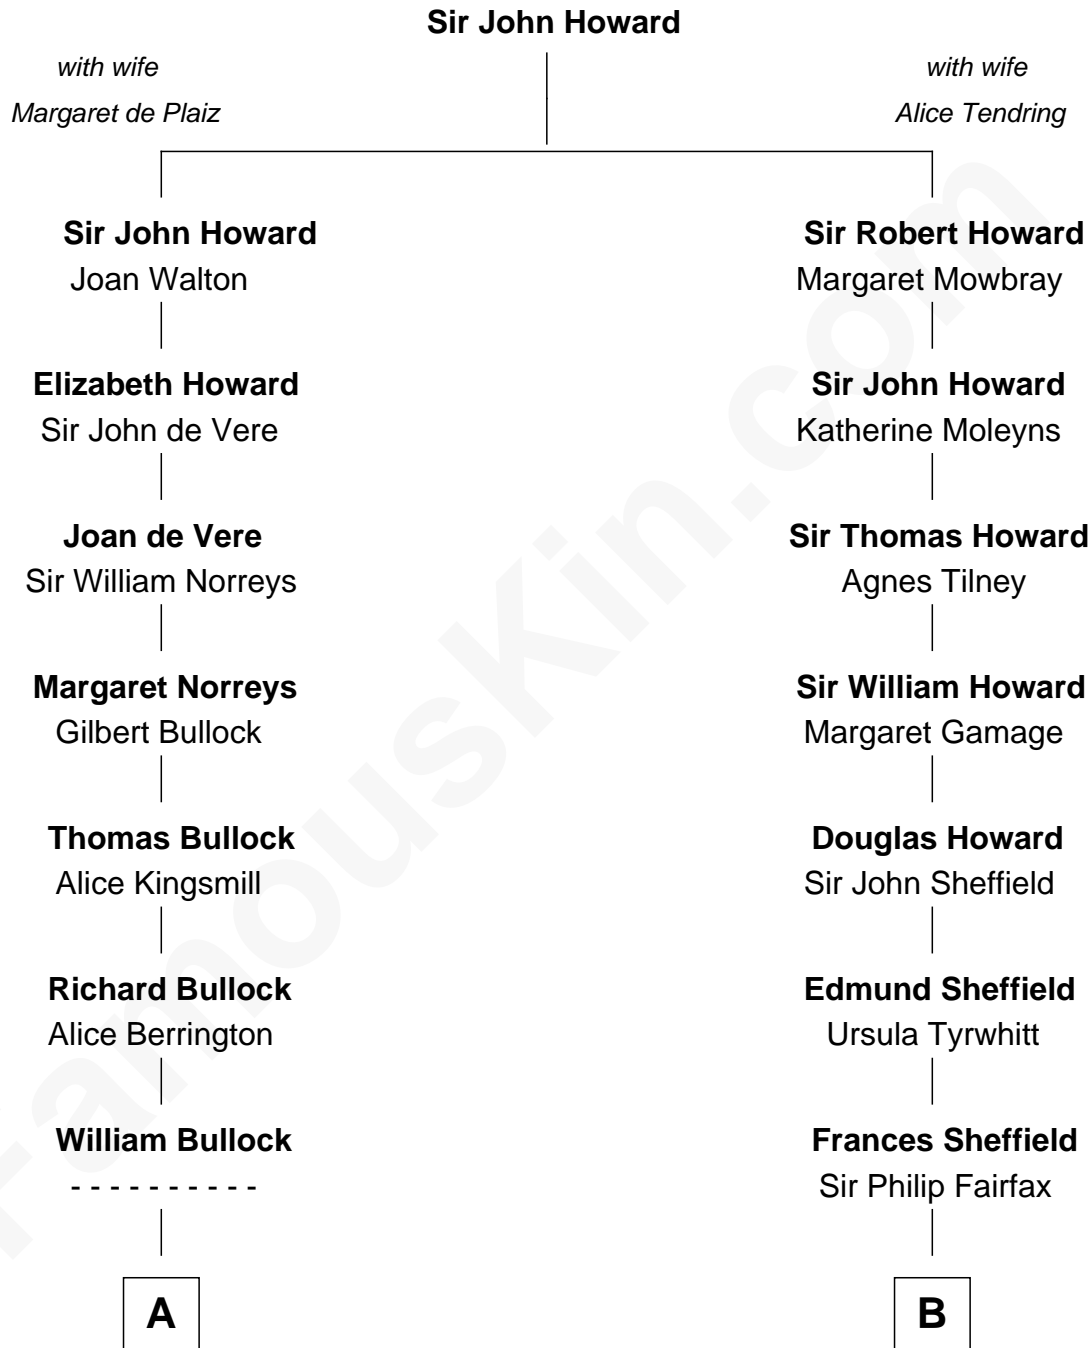 Sir John Howard
with wife
Margaret de Plaiz
with wife
Alice Tendring
Sir John Howard
Joan Walton
Sir Robert Howard
Margaret Mowbray
Elizabeth Howard
Sir John de Vere
Sir John Howard
Katherine Moleyns
Joan de Vere
Sir William Norreys
Sir Thomas Howard
Agnes Tilney
Margaret Norreys
Gilbert Bullock
Sir William Howard
Margaret Gamage
Thomas Bullock
Alice Kingsmill
Douglas Howard
Sir John Sheffield
Richard Bullock
Alice Berrington
Edmund Sheffield
Ursula Tyrwhitt
William Bullock
- - - - - - - - - -
Frances Sheffield
Sir Philip Fairfax
A
B
FamousKin.com